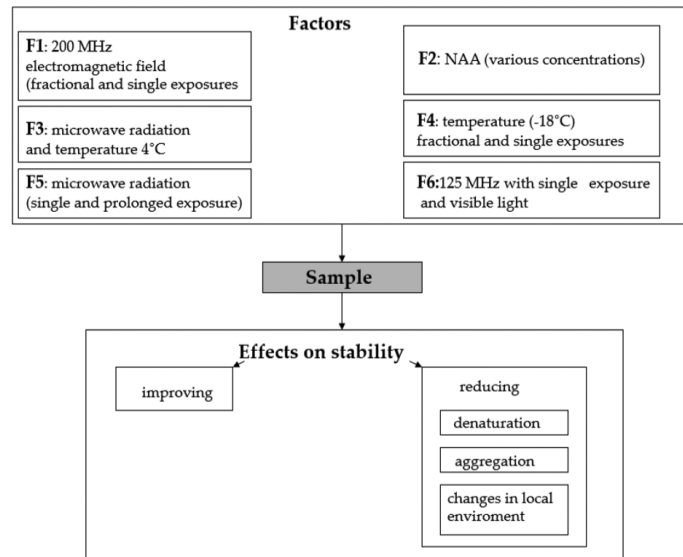 Factors
F1: 200 MHz
electromagnetic field
(fractional and single exposures
F2: NAA (various concentrations)
F3: microwave radiation
and temperature 4°C
F4: temperature (-18°C)
fractional and single exposures
F5: microwave radiation
(single and prolonged exposure)
F6:125 MHz with single exposure
and visible light
Sample
Effects on stability
improving
reducing
denaturation
aggregation
changes in local
enviroment